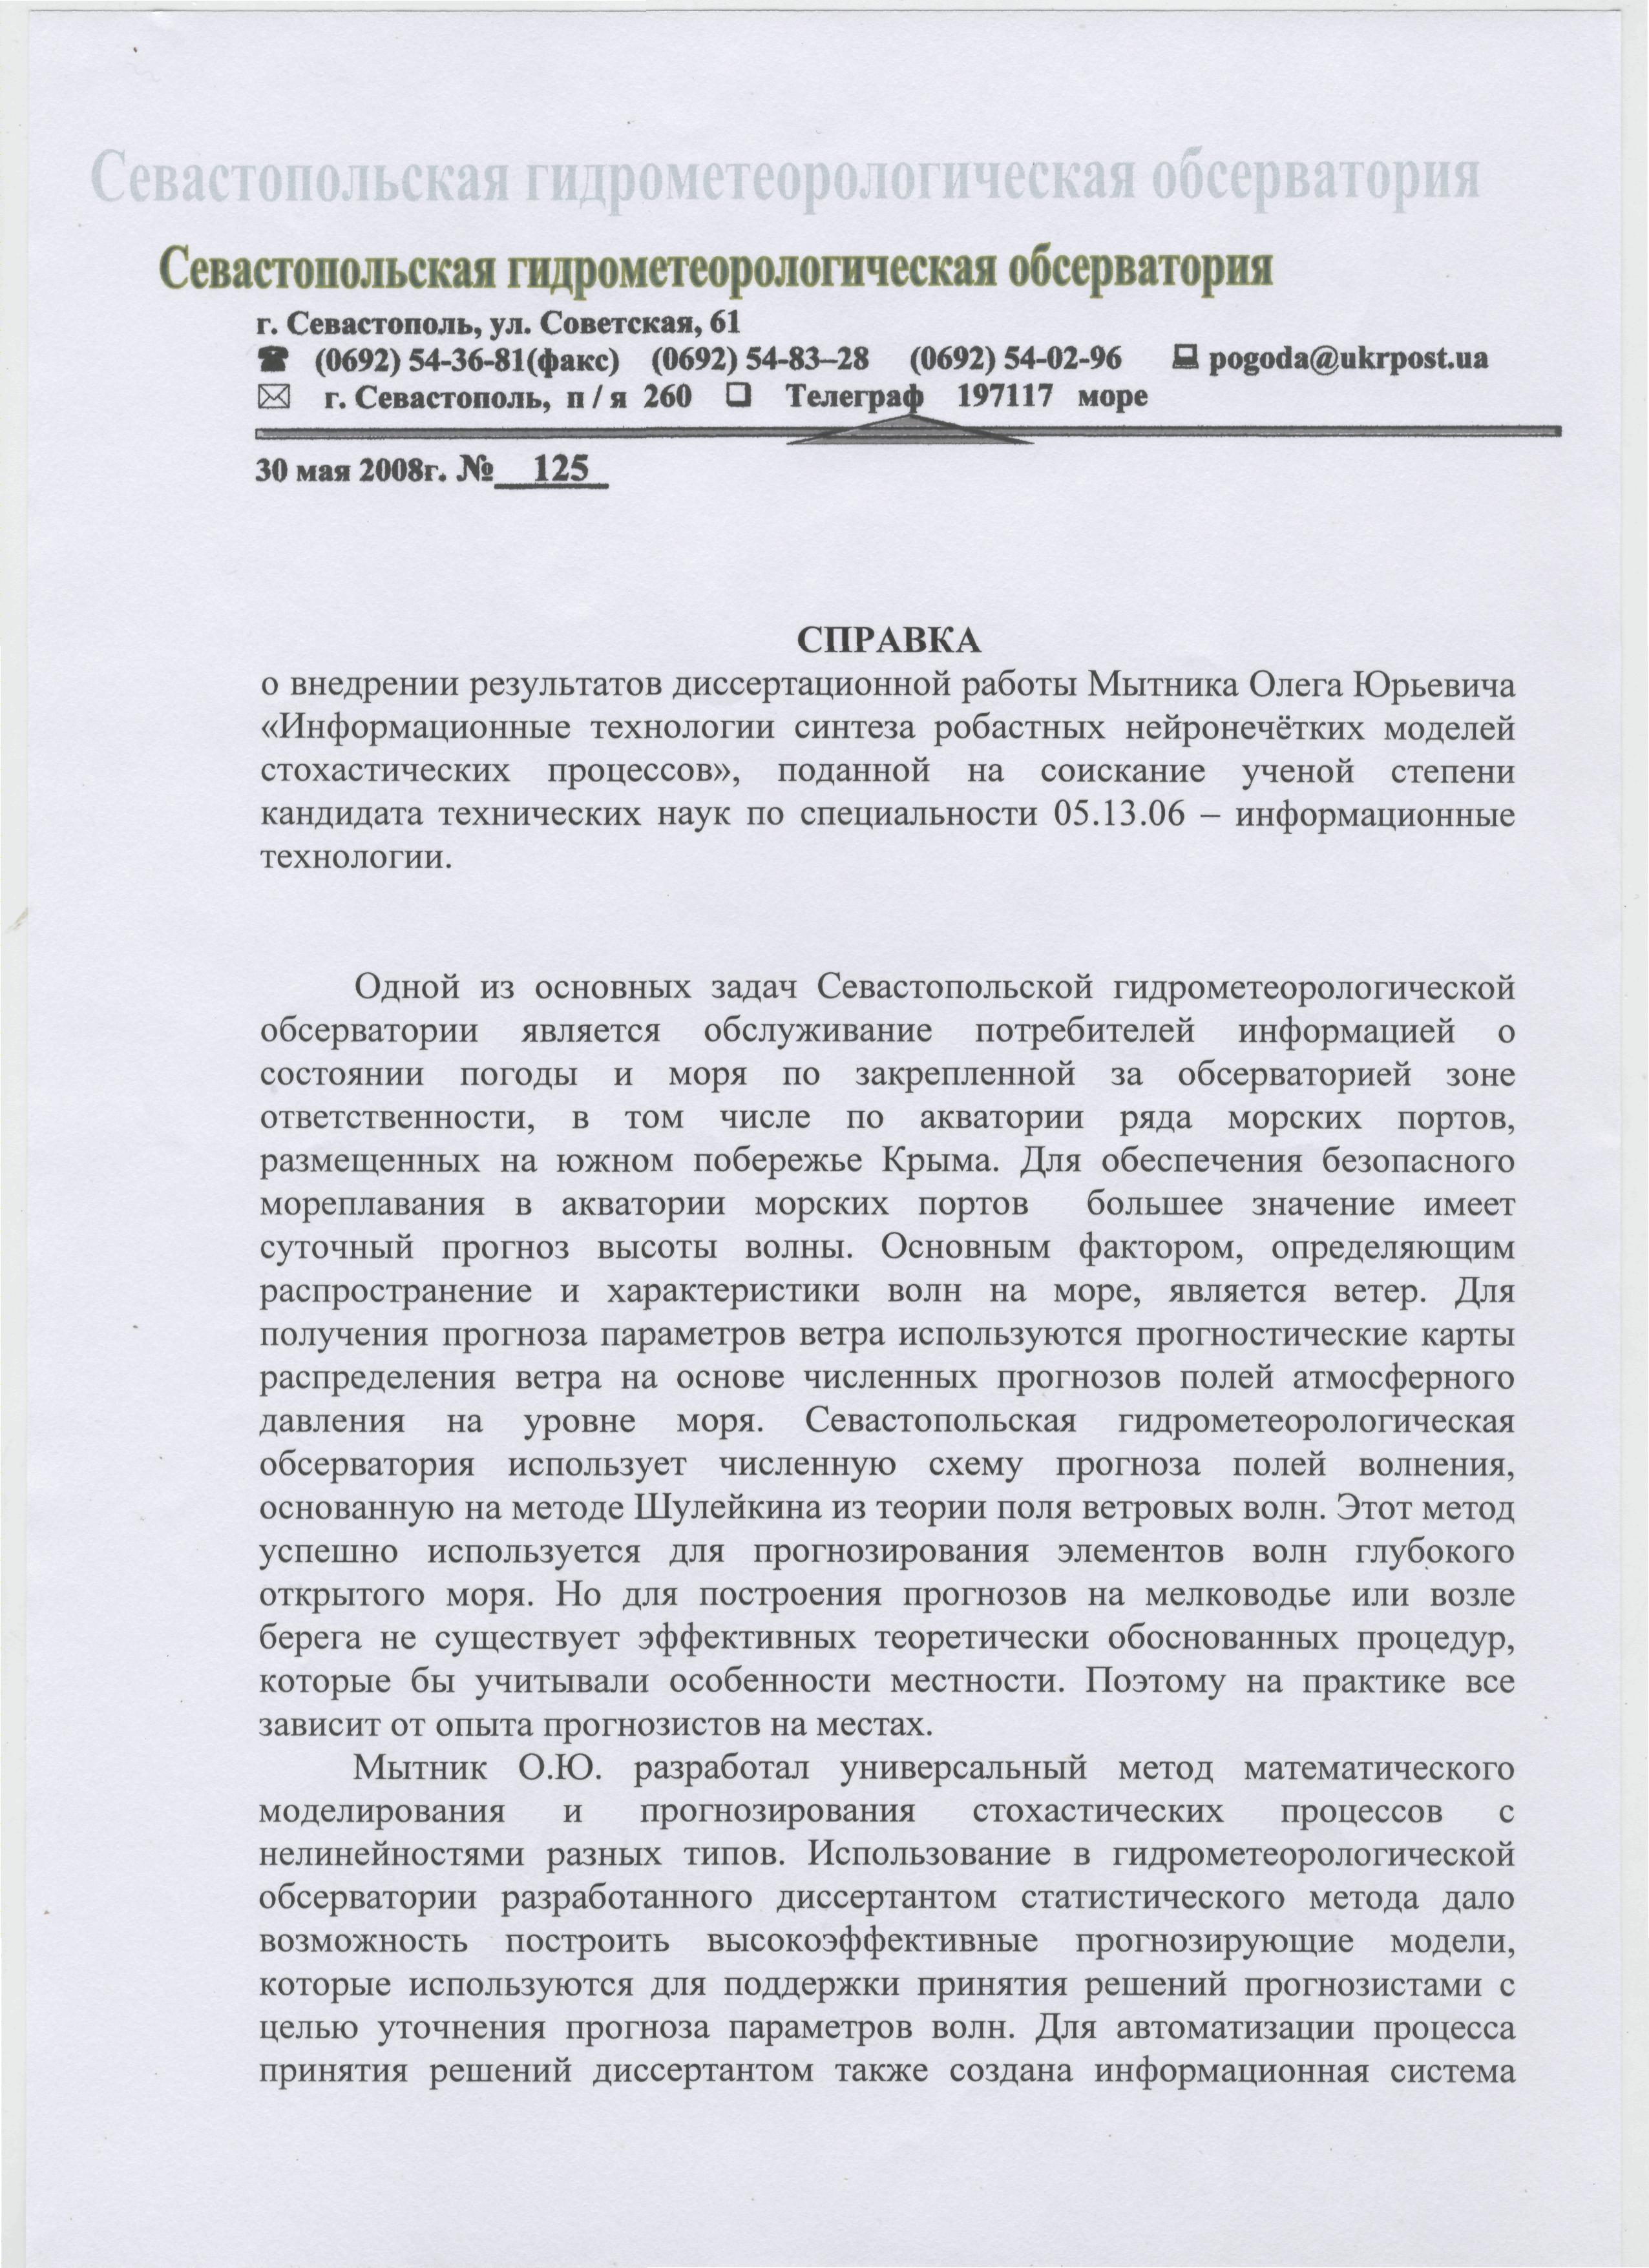 Севастопольская гидрометеорологическая обсерватория
Севастопольская гидрометеорологическая обсерватория
г. Севастополь, ул. Советская, 61
(0692) 54-36-81(факс) (0692) 54-83–28 (0692) 54-02-96 pogoda@ukrpost.ua
г. Севастополь, п / я 260 Телеграф 197117 море
30 мая 2008г. № 125
СПРАВКА
о внедрении результатов диссертационной работы Мытника Олега Юрьевича
«Информационные технологии синтеза робастных нейронечётких моделей
стохастических процессов», поданной на соискание ученой степени
кандидата технических наук по специальности 05.13.06 – информационные
технологии.
Одной из основных задач Севастопольской гидрометеорологической
обсерватории является обслуживание потребителей информацией о
состоянии погоды и моря по закрепленной за обсерваторией зоне
ответственности, в том числе по акватории ряда морских портов,
размещенных на южном побережье Крыма. Для обеспечения безопасного
мореплавания в акватории морских портов большее значение имеет
суточный прогноз высоты волны. Основным фактором, определяющим
распространение и характеристики волн на море, является ветер. Для
получения прогноза параметров ветра используются прогностические карты
распределения ветра на основе численных прогнозов полей атмосферного
давления на уровне моря. Севастопольская гидрометеорологическая
обсерватория использует численную схему прогноза полей волнения,
основанную на методе Шулейкина из теории поля ветровых волн. Этот метод
успешно используется для прогнозирования элементов волн глубокого
открытого моря. Но для построения прогнозов на мелководье или возле
берега не существует эффективных теоретически обоснованных процедур,
которые бы учитывали особенности местности. Поэтому на практике все
зависит от опыта прогнозистов на местах.
Мытник О.Ю. разработал универсальный метод математического
моделирования и прогнозирования стохастических процессов с
нелинейностями разных типов. Использование в гидрометеорологической
обсерватории разработанного диссертантом статистического метода дало
возможность построить высокоэффективные прогнозирующие модели,
которые используются для поддержки принятия решений прогнозистами с
целью уточнения прогноза параметров волн. Для автоматизации процесса
принятия решений диссертантом также создана информационная система